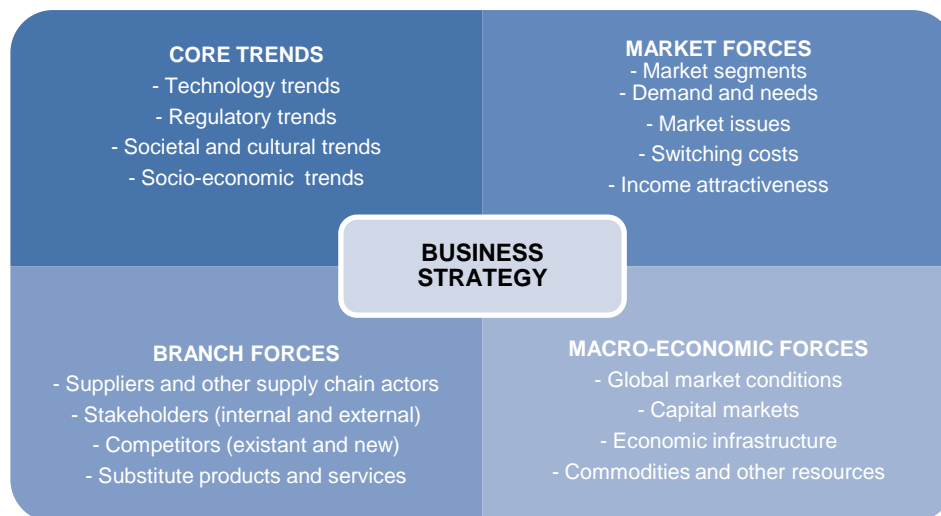 CORE TRENDS
- Technology trends
- Regulatory trends
- Societal and cultural trends
- Socio-economic trends
MARKET FORCES
- Market segments
- Demand and needs
- Market issues
- Switching costs
- Income attractiveness
BUSINESS
STRATEGY
BRANCH FORCES
- Suppliers and other supply chain actors
- Stakeholders (internal and external)
- Competitors (existant and new)
- Substitute products and services
MACRO-ECONOMIC FORCES
- Global market conditions
- Capital markets
- Economic infrastructure
- Commodities and other resources